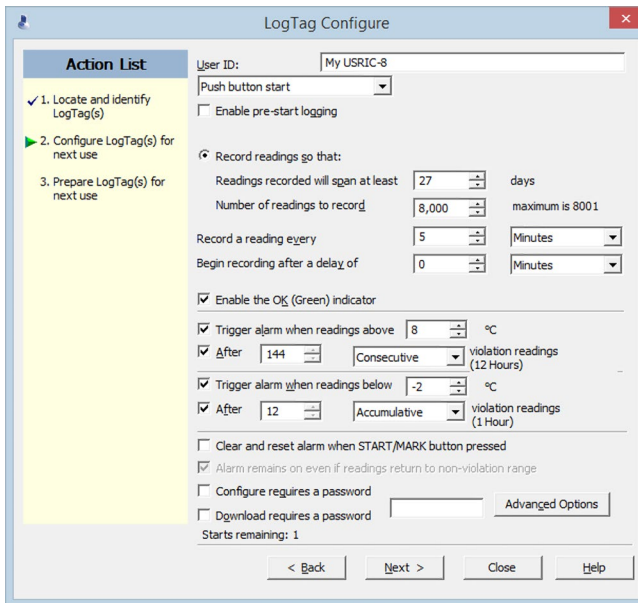 LogTag Configure
Action List
1. Locate and identify
LogTag(s)
2. Configure LogTag(s) for
next use
3. Prepare LogTag(s) for
next use
User ID: My USRIC-8
Push button start
Enable pre-start logging
Record readings so that:
Readings recorded will span at least 27 days
Number of readings to record 8,000 maximum is 8001
Record a reading every 5 Minutes
Begin recording after a delay of 0 Minutes
Enable the OK (Green) indicator
Trigger alarm when readings above 8 °C
After 144 Consecutive violation readings
(12 Hours)
Trigger alarm when readings below -2 °C
After 12 Accumulative violation readings
(1 Hour)
Clear and reset alarm when START/MARK button pressed
Alarm remains on even if readings return to non-violation range
Configure requires a password
Download requires a password
Advanced Options
Starts remaining: 1
< Back Next > Close Help